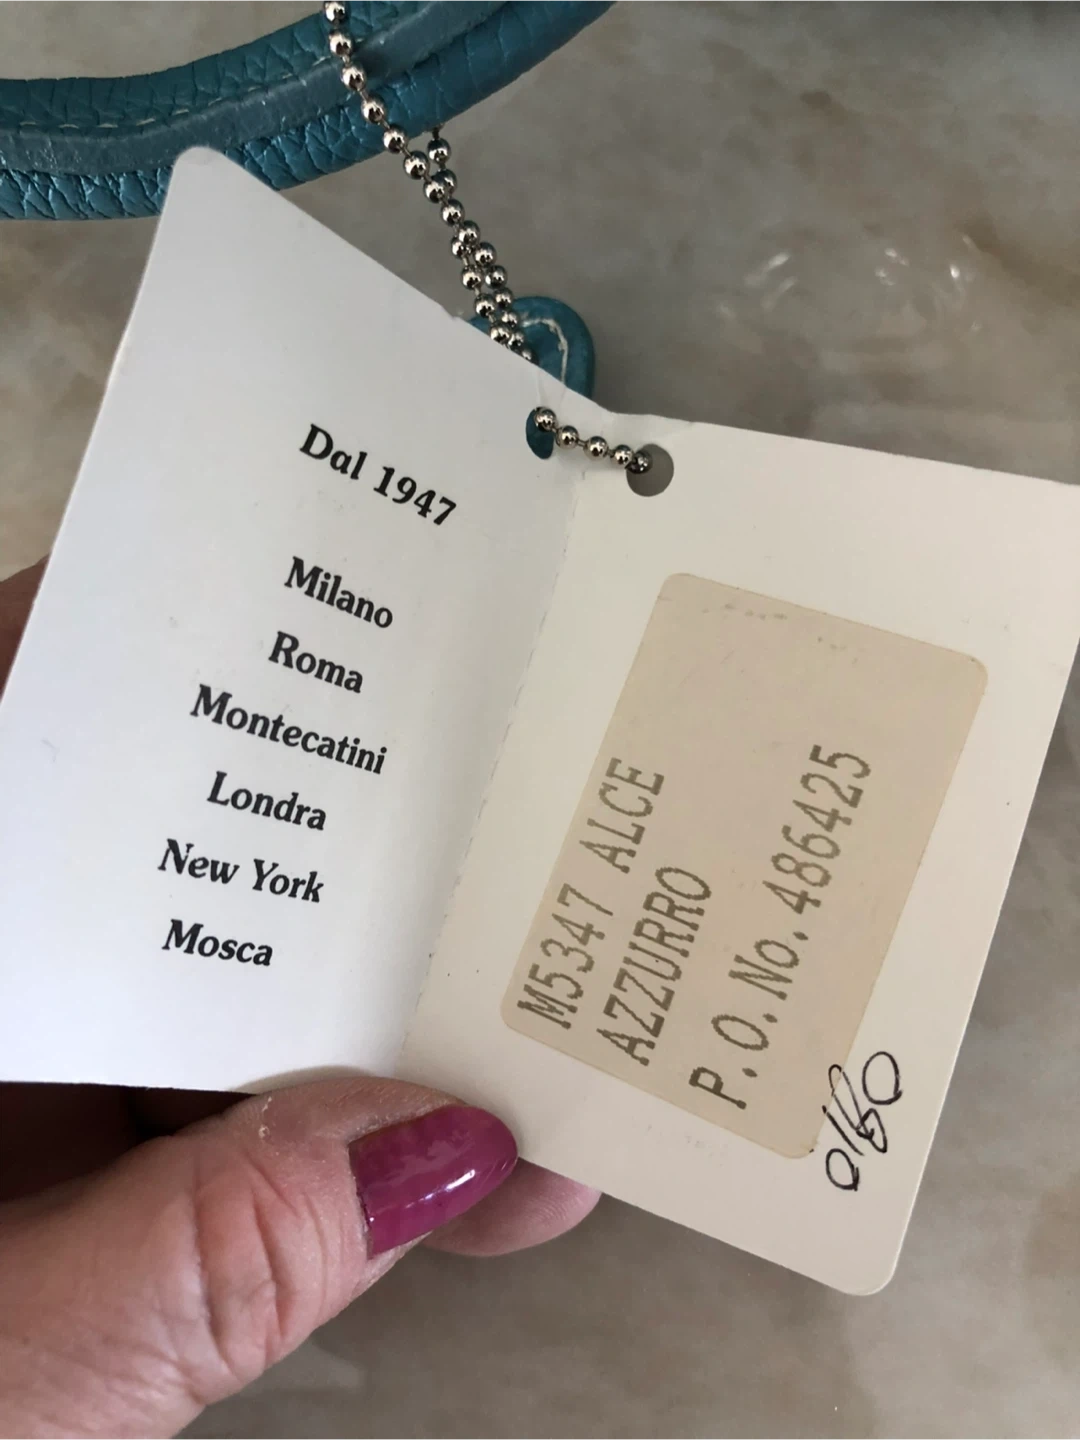 Dal 1947
Milano
Roma
Montecatini
Londra
New York
Mosca
M5347 ALCE
AZZURRO
P.O.No.486425